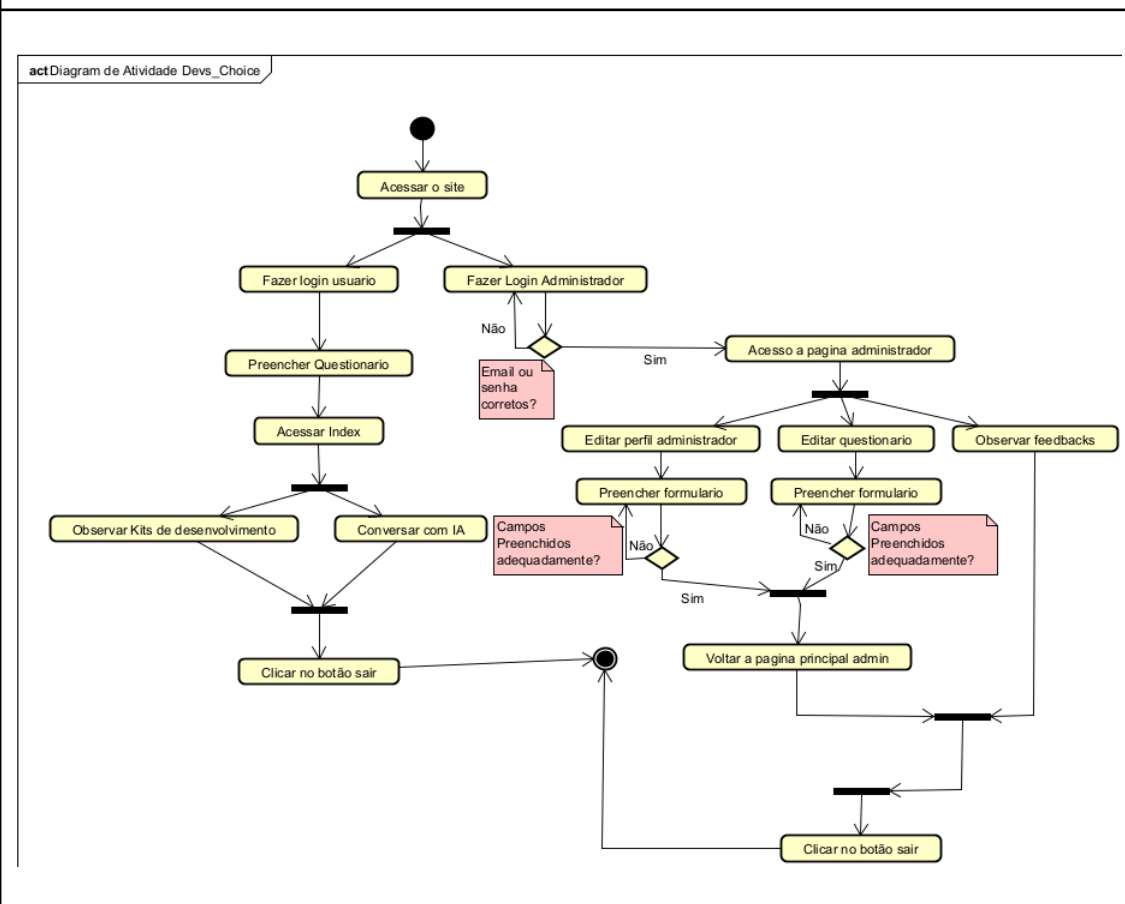 act Diagram de Atividade Devs_Choice
Acessar o site
Fazer login usuario
Fazer Login Administrador
Não
Sim
Email ou
senha
corretos?
Preencher Questionario
Acesso a pagina administrador
Acessar Index
Editar perfil administrador
Editar questionario
Observar feedbacks
Preencher formulario
Preencher formulario
Observar Kits de desenvolvimento
Conversar com IA
Campos
Preenchidos
adequadamente?
Não
Sim
Não
Sim
Campos
Preenchidos
adequadamente?
Clicar no botão sair
Voltar a pagina principal admin
Clicar no botão sair